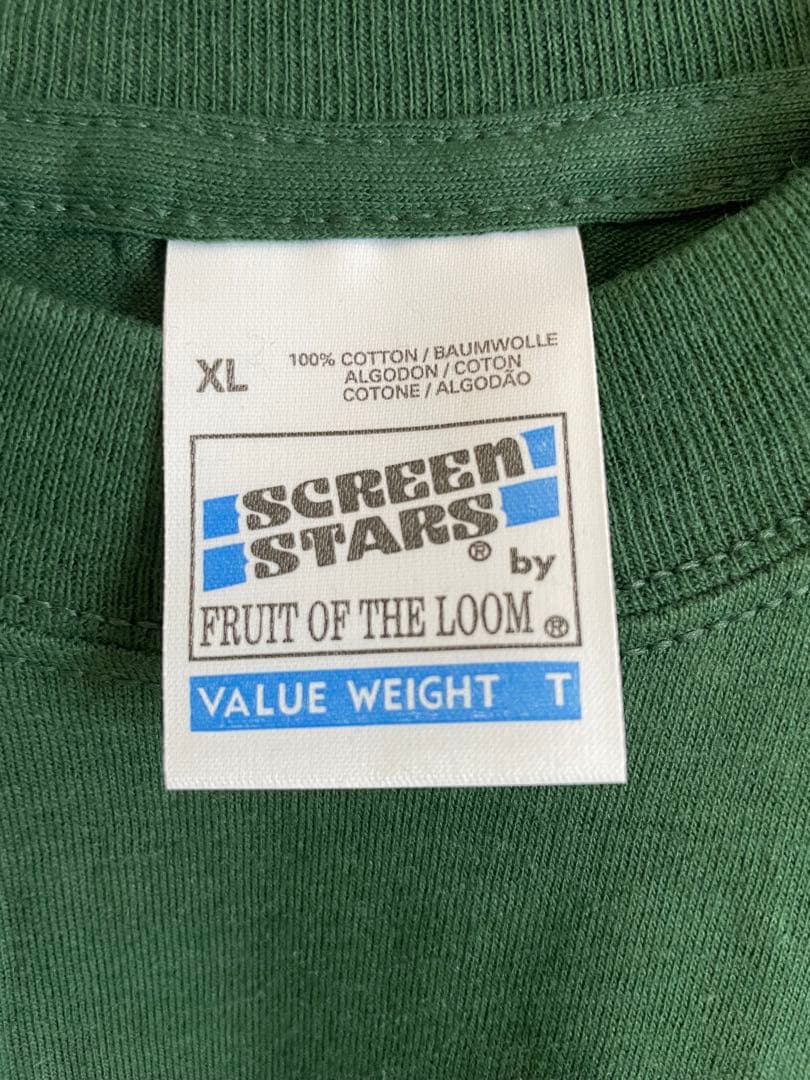 XL
100% COTTON / BAUMWOLLE
ALGODON / COTON
COTONE / ALGODÃO
SCREEN
STARS® by
FRUIT OF THE LOOM®
VALUE WEIGHT T